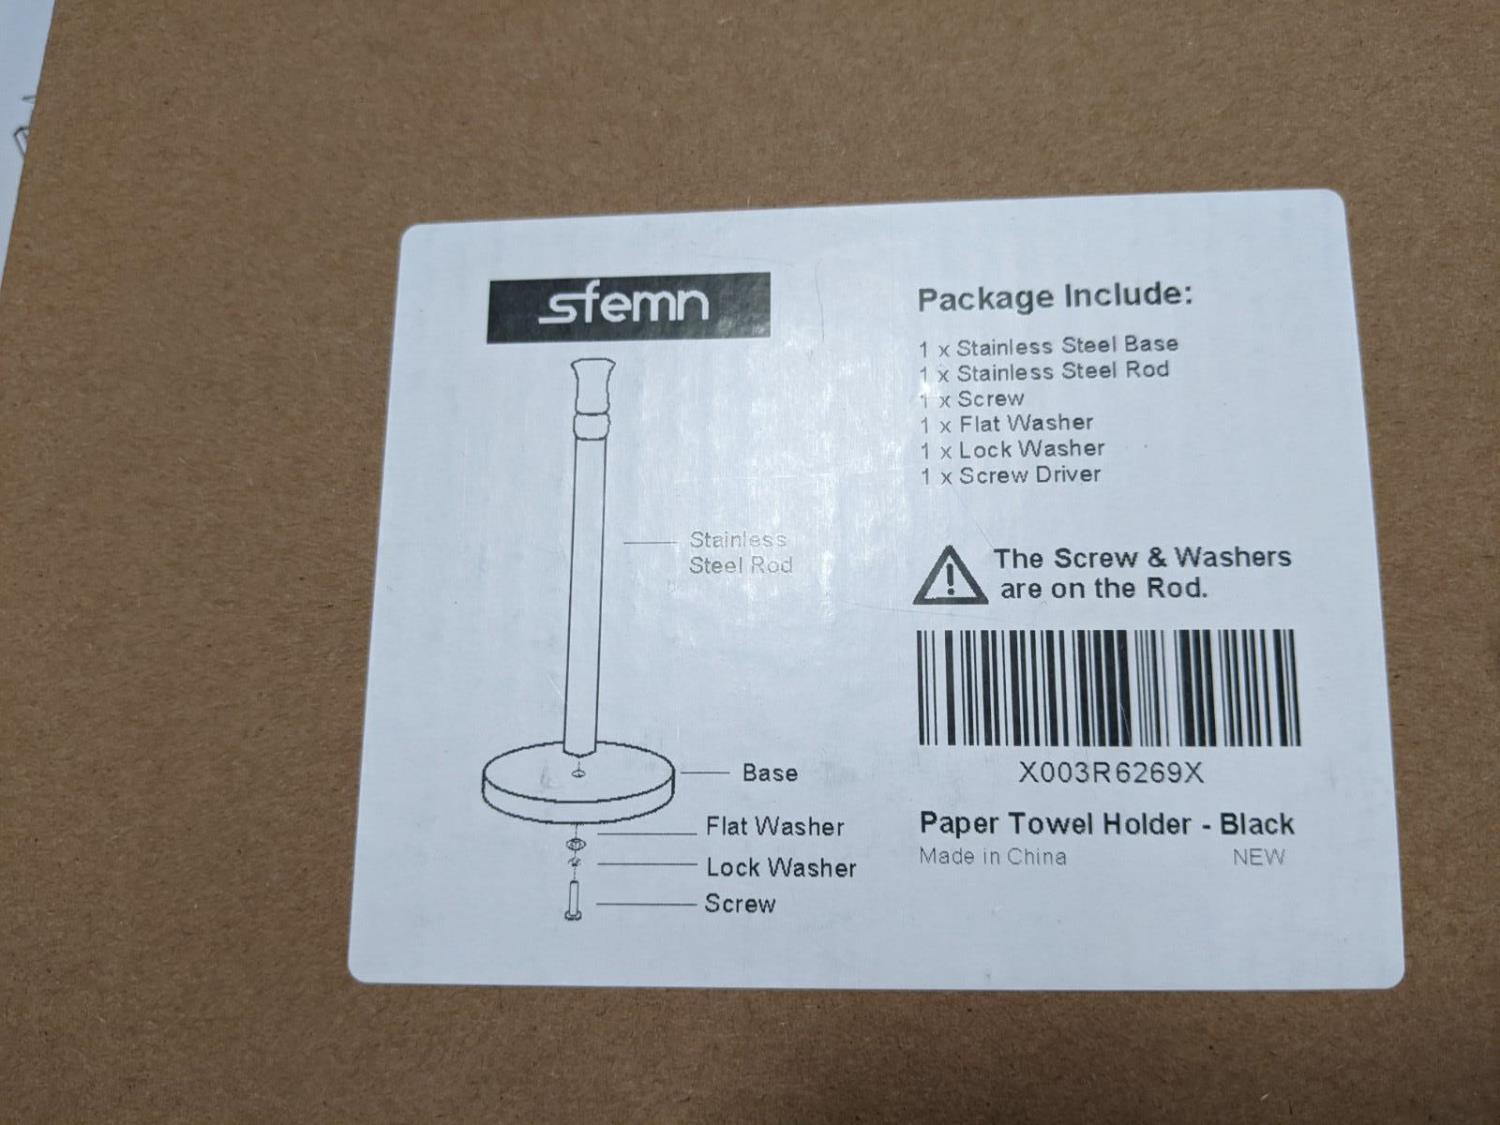 sfemn
Stainless
Steel Rod
Base
Flat Washer
Lock Washer
Screw
Package Include:
1 x Stainless Steel Base
1 x Stainless Steel Rod
1 x Screw
1 x Flat Washer
1 x Lock Washer
1 x Screw Driver
The Screw & Washers
are on the Rod.
X003R6269X
Paper Towel Holder - Black
Made in China NEW